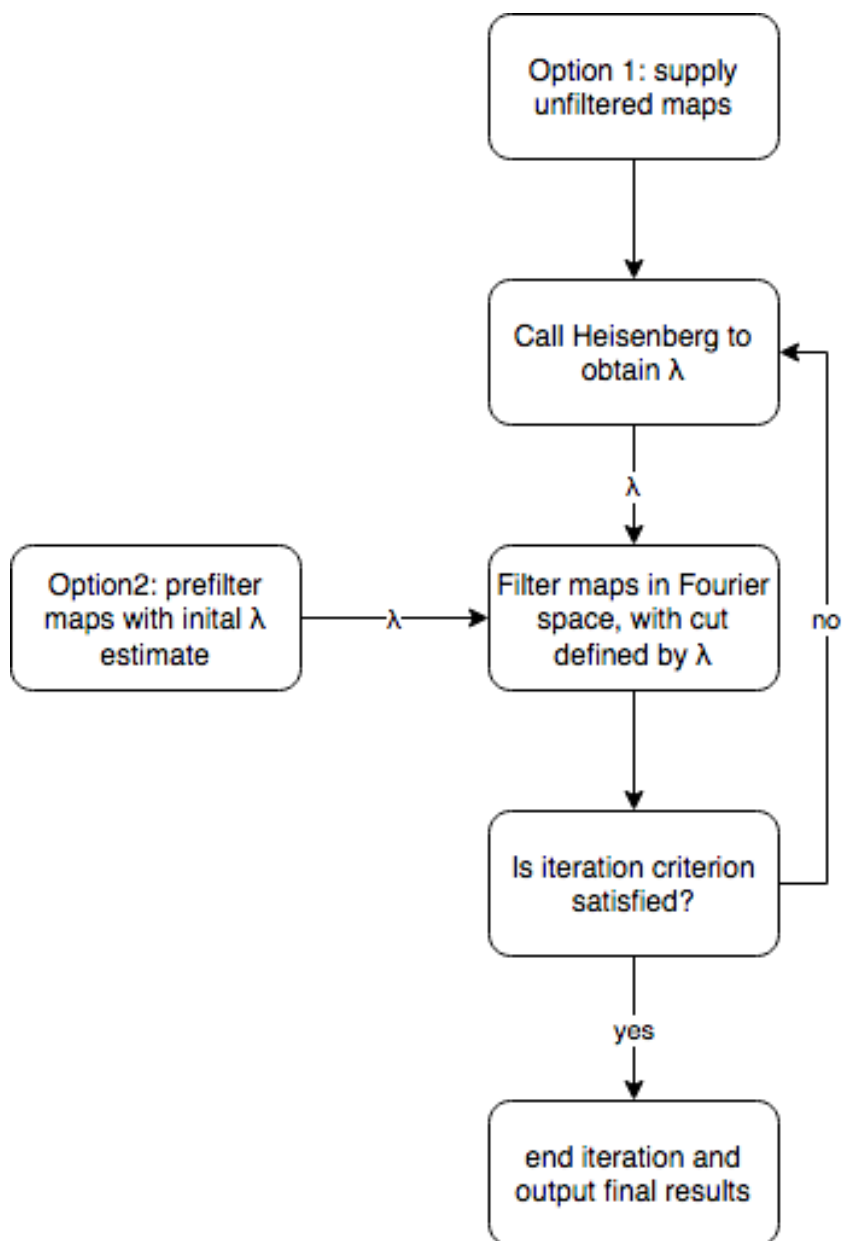 Option 1: supply
unfiltered maps
Call Heisenberg to
obtain λ
λ
Option2: prefilter
maps with inital λ
estimate
λ
Filter maps in Fourier
space, with cut
defined by λ
no
Is iteration criterion
satisfied?
yes
end iteration and
output final results